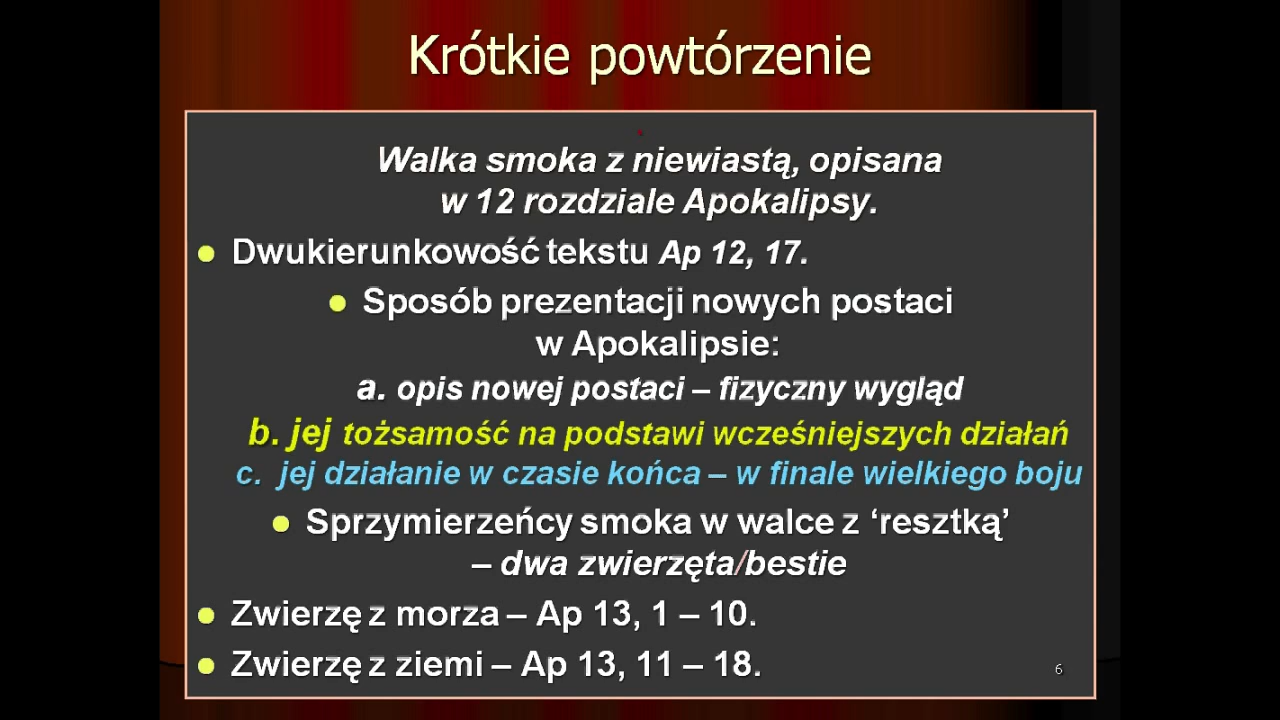 Krótkie powtórzenie
Walka smoka z niewiastą, opisana
w 12 rozdziale Apokalipsy.
● Dwukierunkowość tekstu Ap 12, 17.
● Sposób prezentacji nowych postaci
w Apokalipsie:
a. opis nowej postaci – fizyczny wygląd
b. jej tożsamość na podstawi wcześniejszych działań
c. jej działanie w czasie końca – w finale wielkiego boju
● Sprzymierzeńcy smoka w walce z ‘resztką’
– dwa zwierzęta/bestie
● Zwierzę z morza – Ap 13, 1 – 10.
● Zwierzę z ziemi – Ap 13, 11 – 18.
6